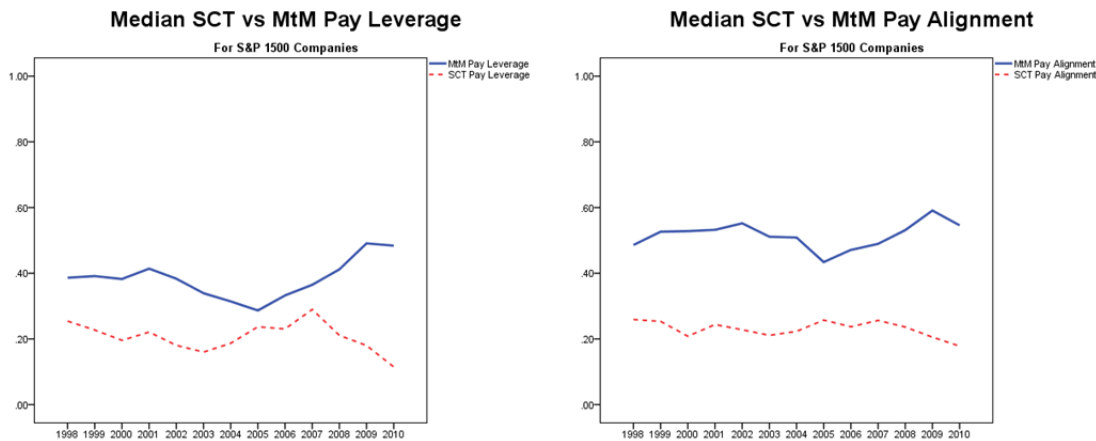 Median SCT vs MtM Pay Leverage
For S&P 1500 Companies
MtM Pay Leverage
SCT Pay Leverage
1.00
.80
.60
.40
.20
.00
1998 1999 2000 2001 2002 2003 2004 2005 2006 2007 2008 2009 2010
Median SCT vs MtM Pay Alignment
For S&P 1500 Companies
MtM Pay Alignment
SCT Pay Alignment
1.00
.80
.60
.40
.20
.00
1998 1999 2000 2001 2002 2003 2004 2005 2006 2007 2008 2009 2010